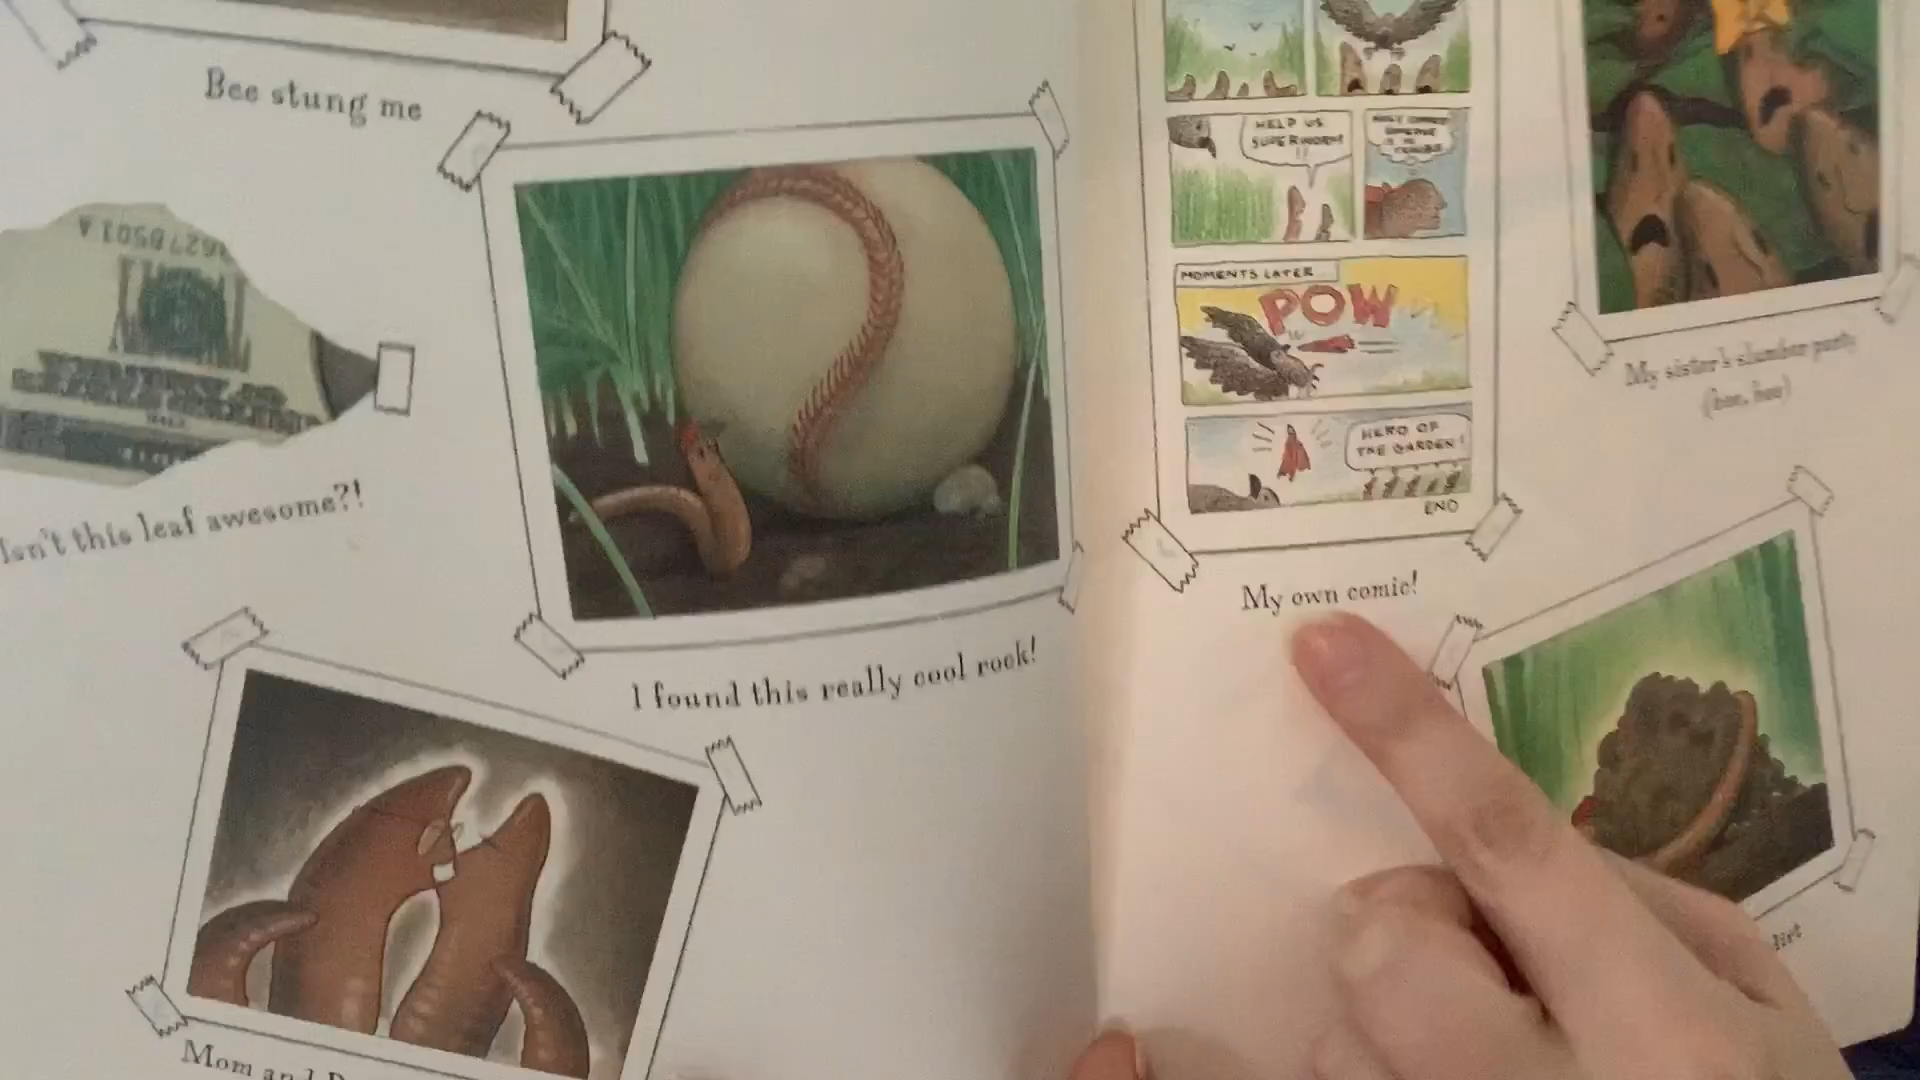 Bee stung me
Isn't this leaf awesome?!
I found this really cool rock!
Mom and
HELP US
SUPERWORM
!!
MOMENTS LATER
POW
HERO OF
THE GARDEN!
END
My own comic!
My sister's slumber party